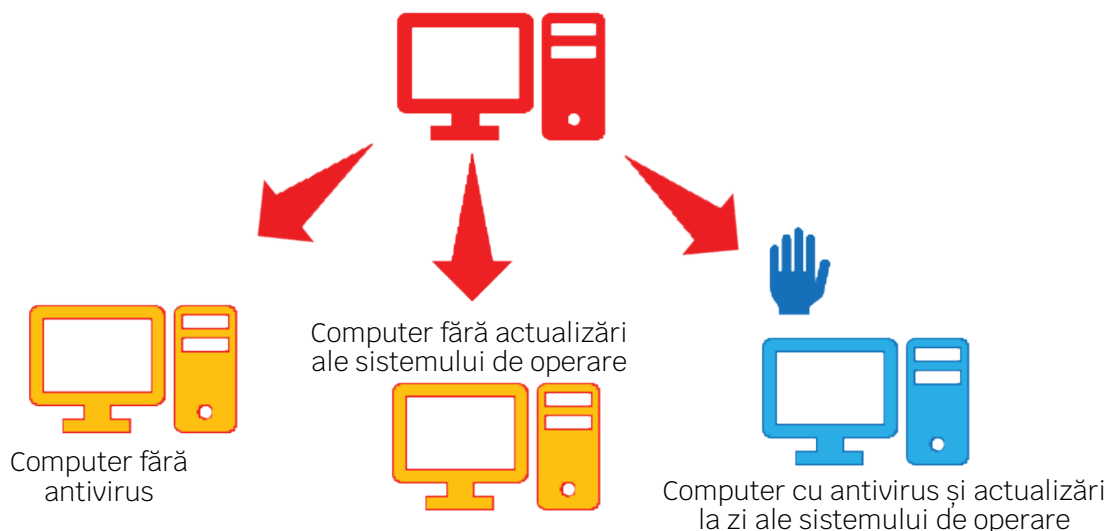 Computer fără actualizări
ale sistemului de operare
Computer fără
antivirus
Computer cu antivirus și actualizări
la zi ale sistemului de operare